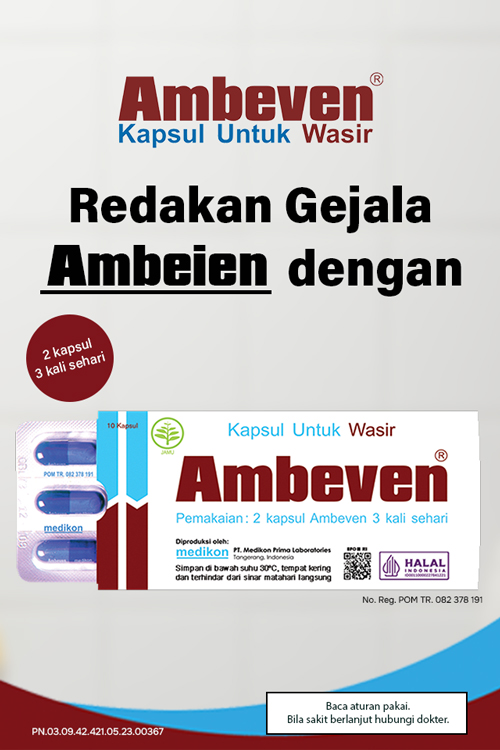 Ambeven®
Kapsul Untuk Wasir
Redakan Gejala
Ambeien dengan
2 kapsul
3 kali sehari
10 Kapsul
JAMU
Kapsul Untuk Wasir
Ambeven®
Pemakaian: 2 kapsul Ambeven 3 kali sehari
Diproduksi oleh:
medikon PT. Medikon Prima Laboratories
Tangerang, Indonesia
Simpan di bawah suhu 30°C, tempat kering
dan terhindar dari sinar matahari langsung
BPOM RI
HALAL
INDONESIA
POM TR. 082 378 191
medikon
No. Reg. POM TR. 082 378 191
Baca aturan pakai.
Bila sakit berlanjut hubungi dokter.
PN.03.09.42.421.05.23.00367